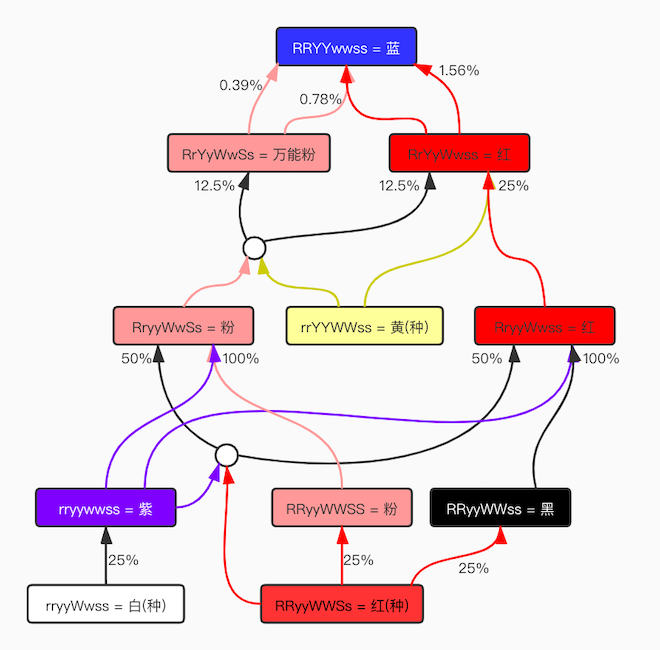 RRYYwwss = 蓝
0.39%
1.56%
0.78%
RrYyWwSs = 万能粉
RrYyWwss = 红
12.5%
12.5%
25%
RryyWwSs = 粉
rrYYWWss = 黄(种)
RryyWwss = 红
50%
100%
50%
100%
rryywwss = 紫
RRyyWWSS = 粉
RRyyWWss = 黑
25%
25%
25%
rryyWwss = 白(种)
RRyyWWSs = 红(种)